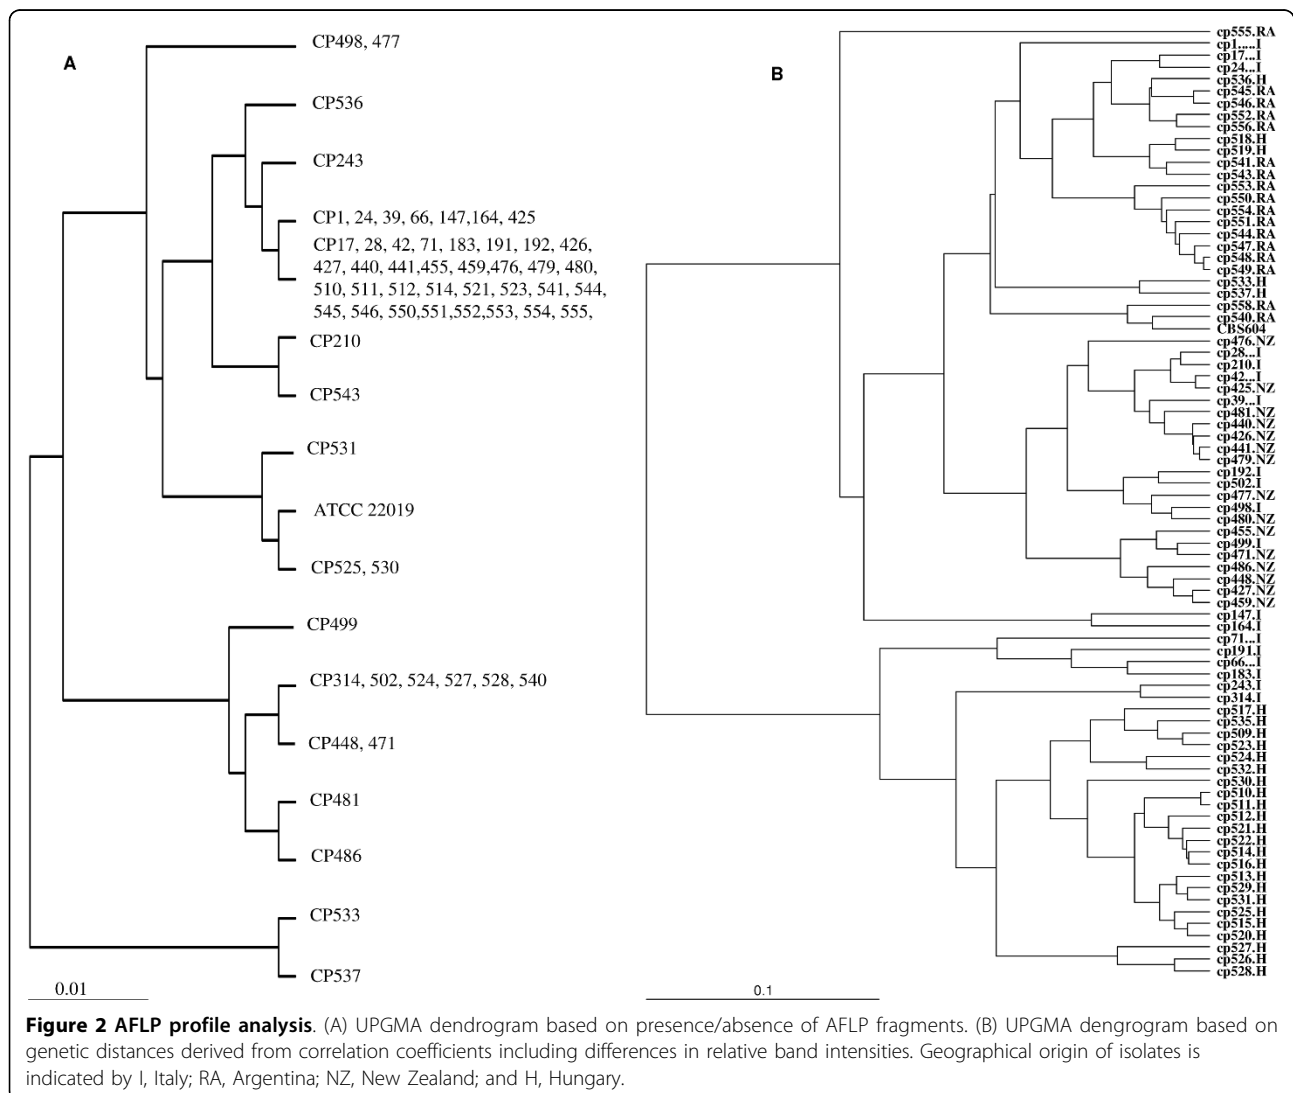 A
CP498, 477
CP536
CP243
CP1, 24, 39, 66, 147,164, 425
CP17, 28, 42, 71, 183, 191, 192, 426,
427, 440, 441,455, 459,476, 479, 480,
510, 511, 512, 514, 521, 523, 541, 544,
545, 546, 550,551,552,553, 554, 555,
CP210
CP543
CP531
ATCC 22019
CP525, 530
CP499
CP314, 502, 524, 527, 528, 540
CP448, 471
CP481
CP486
CP533
CP537
0.01
B
cp555.RA
cp1.....I
cp17...I
cp24...I
cp536.H
cp545.RA
cp546.RA
cp552.RA
cp556.RA
cp518.H
cp519.H
cp541.RA
cp543.RA
cp553.RA
cp550.RA
cp554.RA
cp551.RA
cp544.RA
cp547.RA
cp548.RA
cp549.RA
cp533.H
cp537.H
cp558.RA
cp540.RA
CBS604
cp476.NZ
cp28...I
cp210.I
cp42...I
cp425.NZ
cp39...I
cp481.NZ
cp440.NZ
cp426.NZ
cp441.NZ
cp479.NZ
cp192.I
cp502.I
cp477.NZ
cp498.I
cp480.NZ
cp455.NZ
cp499.I
cp471.NZ
cp486.NZ
cp448.NZ
cp427.NZ
cp459.NZ
cp147.I
cp164.I
cp71...I
cp191.I
cp66...I
cp183.I
cp243.I
cp314.I
cp517.H
cp535.H
cp509.H
cp523.H
cp524.H
cp532.H
cp530.H
cp510.H
cp511.H
cp512.H
cp521.H
cp522.H
cp514.H
cp516.H
cp513.H
cp529.H
cp531.H
cp525.H
cp515.H
cp520.H
cp527.H
cp526.H
cp528.H
0.1
Figure 2 AFLP profile analysis. (A) UPGMA dendrogram based on presence/absence of AFLP fragments. (B) UPGMA dengrogram based on
genetic distances derived from correlation coefficients including differences in relative band intensities. Geographical origin of isolates is
indicated by I, Italy; RA, Argentina; NZ, New Zealand; and H, Hungary.